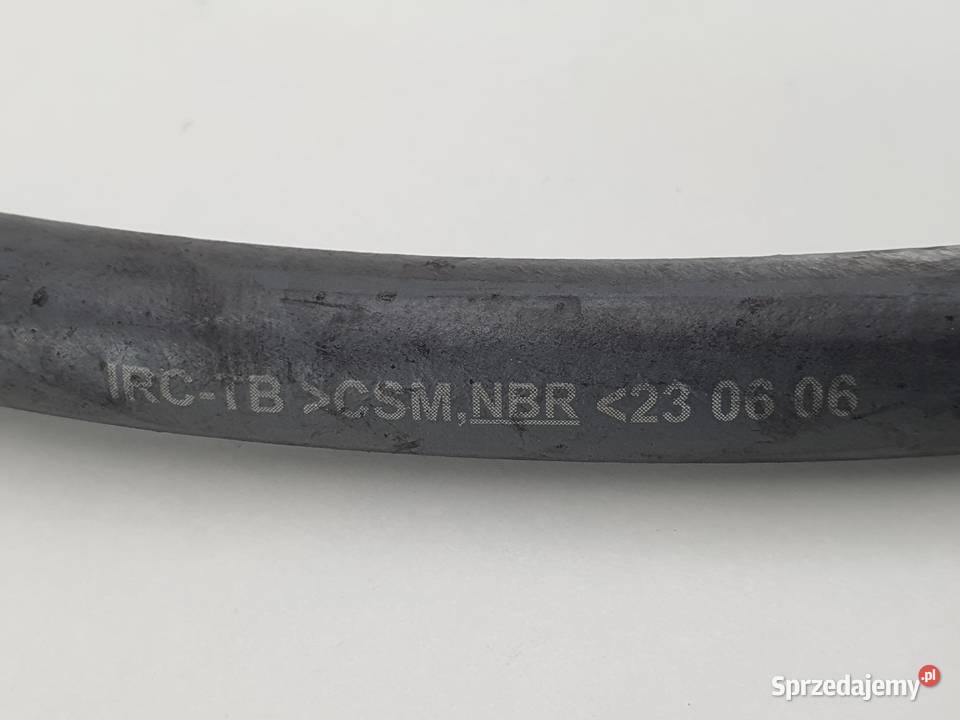 IRC-TB >CSM,NBR <23 06 06
Sprzedajemy.pl